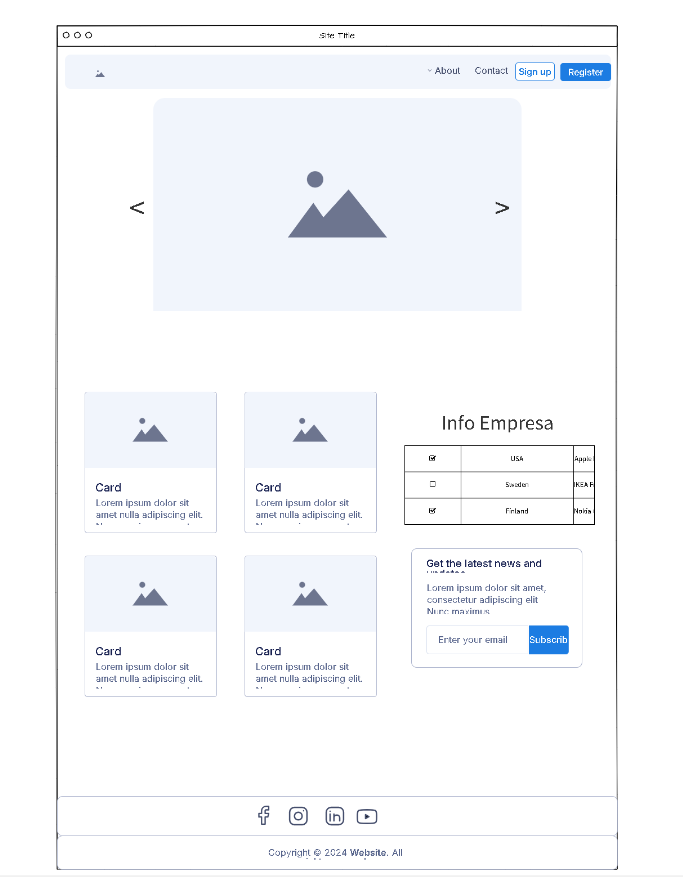 Site Title
About Contact Sign up Register
< >
Card
Lorem ipsum dolor sit
amet nulla adipiscing elit.
Card
Lorem ipsum dolor sit
amet nulla adipiscing elit.
Info Empresa
USA Apple
Sweden IKEA
Finland Nokia
Get the latest news and
Lorem ipsum dolor sit amet,
consectetur adipiscing elit
Nunc maximus
Enter your email Subscrib
Card
Lorem ipsum dolor sit
amet nulla adipiscing elit.
Card
Lorem ipsum dolor sit
amet nulla adipiscing elit.
Copyright © 2024 Website. All